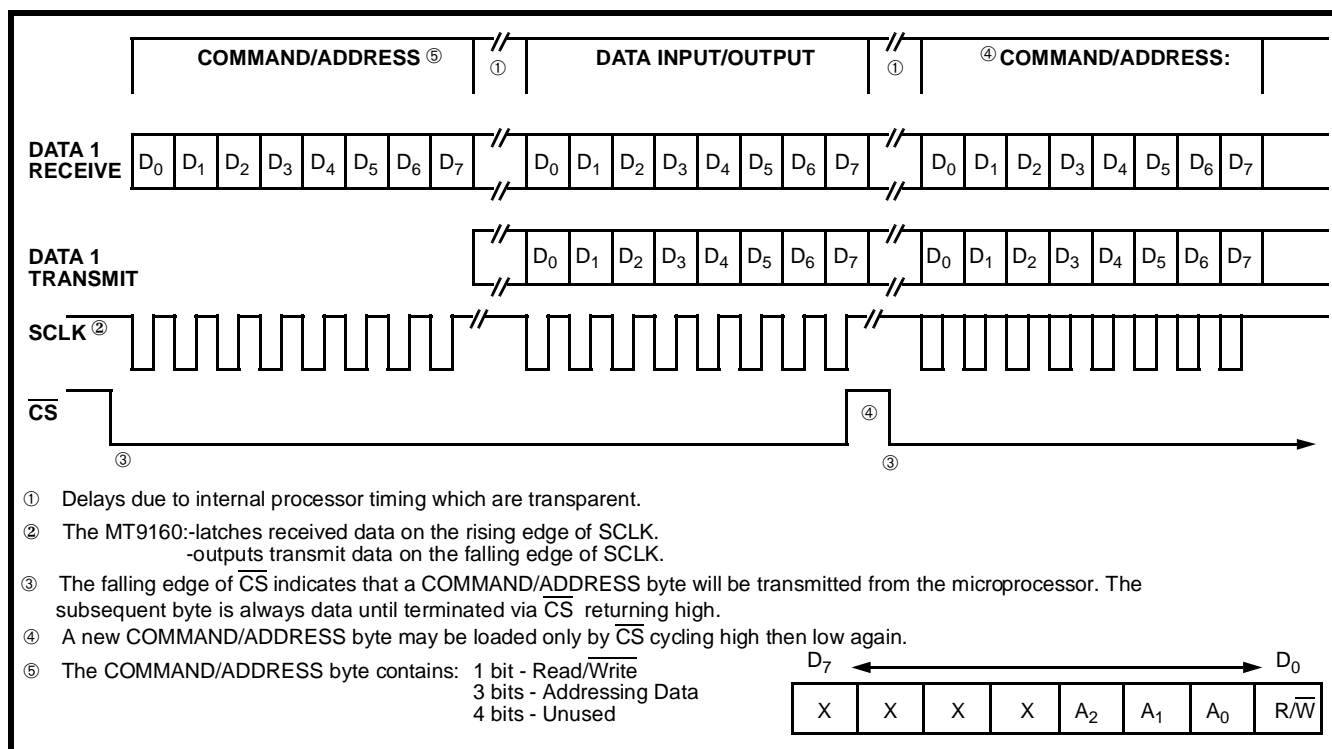 COMMAND/ADDRESS ⑤ ① DATA INPUT/OUTPUT ① ④ COMMAND/ADDRESS:
DATA 1
RECEIVE D0 D1 D2 D3 D4 D5 D6 D7 D0 D1 D2 D3 D4 D5 D6 D7 D0 D1 D2 D3 D4 D5 D6 D7
DATA 1
TRANSMIT D0 D1 D2 D3 D4 D5 D6 D7 D0 D1 D2 D3 D4 D5 D6 D7
SCLK ②
CS ④
③ ③
① Delays due to internal processor timing which are transparent.
② The MT9160:-latches received data on the rising edge of SCLK.
-outputs transmit data on the falling edge of SCLK.
③ The falling edge of CS indicates that a COMMAND/ADDRESS byte will be transmitted from the microprocessor. The
subsequent byte is always data until terminated via CS returning high.
④ A new COMMAND/ADDRESS byte may be loaded only by CS cycling high then low again.
⑤ The COMMAND/ADDRESS byte contains: 1 bit - Read/Write
3 bits - Addressing Data
4 bits - Unused
D7 D0
X X X X A2 A1 A0 R/W